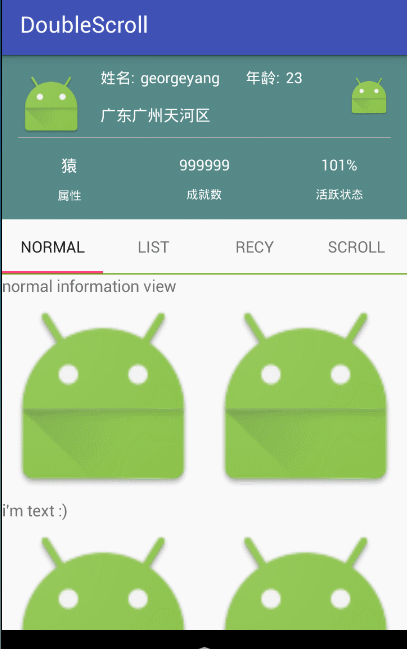 DoubleScroll
姓名: georgeyang 年龄: 23
广东广州天河区
猿 999999 101%
属性 成就数 活跃状态
NORMAL LIST RECY SCROLL
normal information view
i'm text :)